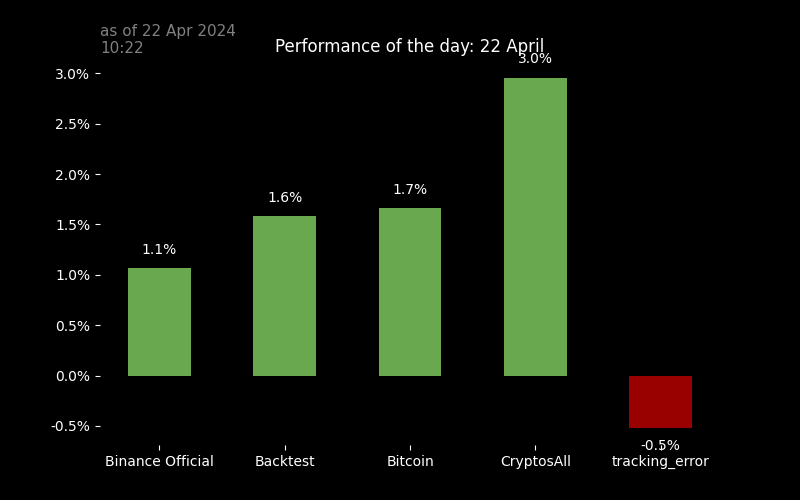 as of 22 Apr 2024
10:22
Performance of the day: 22 April
3.0%
3.0%
2.5%
2.0%
1.5%
1.0%
0.5%
0.0%
-0.5%
1.1%
1.6%
1.7%
-0.5%
Binance Official
Backtest
Bitcoin
CryptosAll
tracking_error